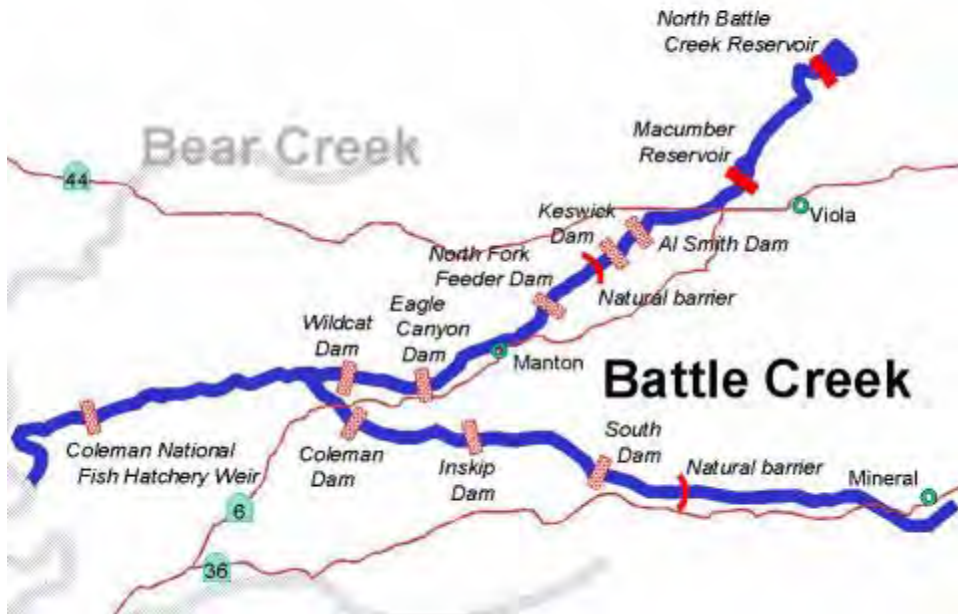 North Battle
Creek Reservoir
Bear Creek
Macumber
Reservoir
44
Keswick
Dam
Viola
Al Smith Dam
North Fork
Feeder Dam
Natural barrier
Eagle
Canyon
Dam
Wildcat
Dam
Manton
Battle Creek
Coleman National
Fish Hatchery Weir
Coleman
Dam
Inskip
Dam
South
Dam
Natural barrier
Mineral
6
36